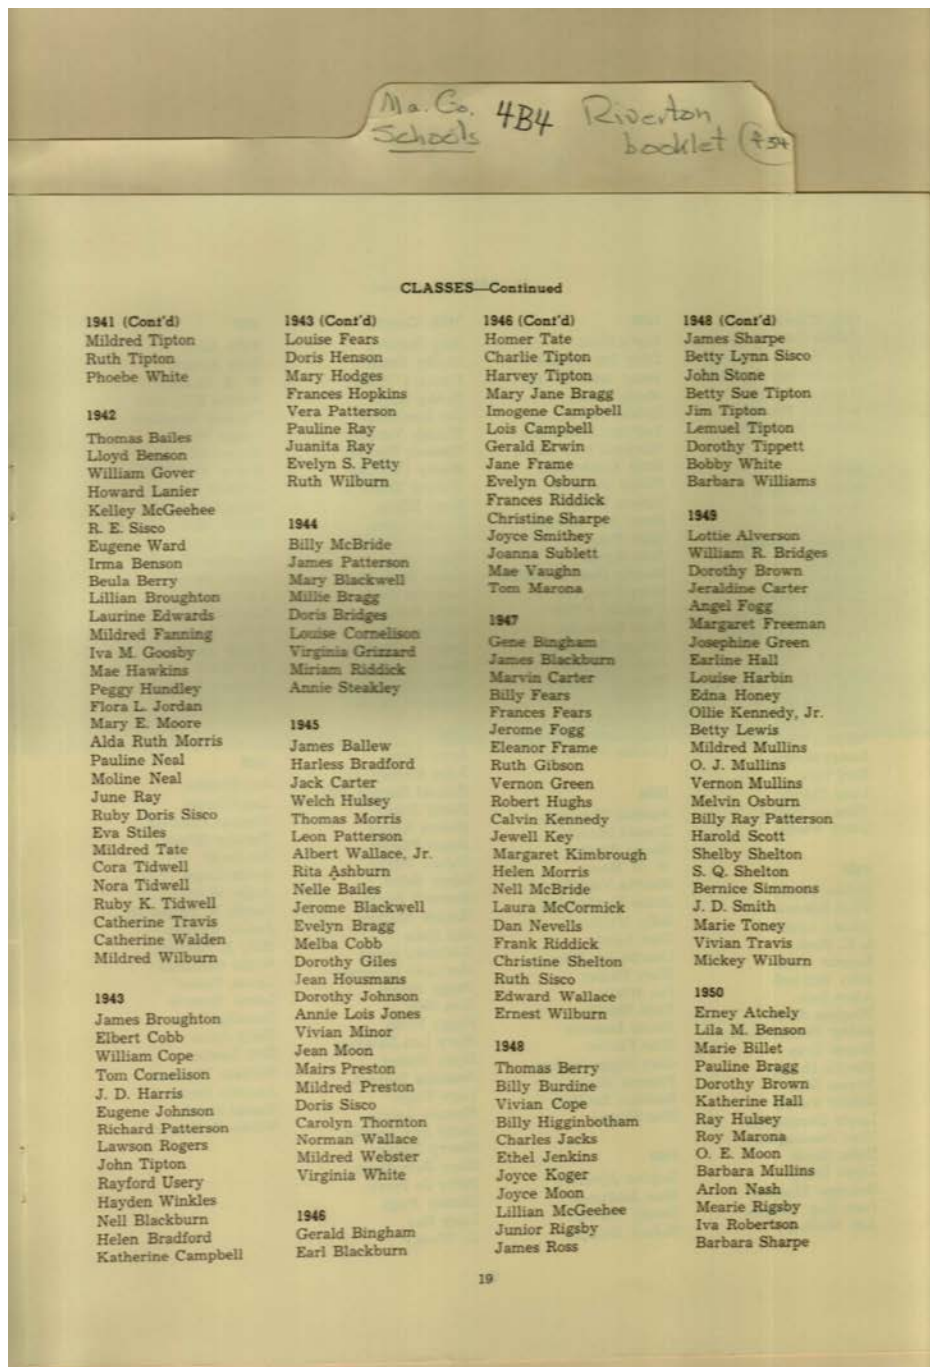 Ma. Co. 4B4 Riverton
Schools booklet
CLASSES—Continued
1941 (Cont'd)
Mildred Tipton
Ruth Tipton
Phoebe White
1942
Thomas Bailes
Lloyd Benson
William Gover
Howard Lanier
Kelley McGeehee
R. E. Sisco
Eugene Ward
Irma Benson
Beula Berry
Lillian Broughton
Laurine Edwards
Mildred Fanning
Iva M. Goosby
Mae Hawkins
Peggy Hundley
Flora L. Jordan
Mary E. Moore
Alda Ruth Morris
Pauline Neal
Moline Neal
June Ray
Ruby Doris Sisco
Eva Stiles
Mildred Tate
Cora Tidwell
Nora Tidwell
Ruby K. Tidwell
Catherine Travis
Catherine Walden
Mildred Wilburn
1943
James Broughton
Elbert Cobb
William Cope
Tom Cornelison
J. D. Harris
Eugene Johnson
Richard Patterson
Lawson Rogers
John Tipton
Rayford Usery
Hayden Winkles
Nell Blackburn
Helen Bradford
Katherine Campbell
1943 (Cont'd)
Louise Fears
Doris Henson
Mary Hodges
Frances Hopkins
Vera Patterson
Pauline Ray
Juanita Ray
Evelyn S. Petty
Ruth Wilburn
1944
Billy McBride
James Patterson
Mary Blackwell
Millie Bragg
Doris Bridges
Louise Cornelison
Virginia Grizzard
Miriam Riddick
Annie Steakley
1945
James Ballew
Harless Bradford
Jack Carter
Welch Hulsey
Thomas Morris
Leon Patterson
Albert Wallace, Jr.
Rita Ashburn
Nelle Bailes
Jerome Blackwell
Evelyn Bragg
Melba Cobb
Dorothy Giles
Jean Housmans
Dorothy Johnson
Annie Lois Jones
Vivian Minor
Jean Moon
Mairs Preston
Mildred Preston
Doris Sisco
Carolyn Thornton
Norman Wallace
Mildred Webster
Virginia White
1946
Gerald Bingham
Earl Blackburn
1946 (Cont'd)
Homer Tate
Charlie Tipton
Harvey Tipton
Mary Jane Bragg
Imogene Campbell
Lois Campbell
Gerald Erwin
Jane Frame
Evelyn Osburn
Frances Riddick
Christine Sharpe
Joyce Smithey
Joanna Sublett
Mae Vaughn
Tom Marona
1947
Gene Bingham
James Blackburn
Marvin Carter
Billy Fears
Frances Fears
Jerome Fogg
Eleanor Frame
Ruth Gibson
Vernon Green
Robert Hughs
Calvin Kennedy
Jewell Key
Margaret Kimbrough
Helen Morris
Nell McBride
Laura McCormick
Dan Nevells
Frank Riddick
Christine Shelton
Ruth Sisco
Edward Wallace
Ernest Wilburn
1948
Thomas Berry
Billy Burdine
Vivian Cope
Billy Higginbotham
Charles Jacks
Ethel Jenkins
Joyce Koger
Joyce Moon
Lillian McGeehee
Junior Rigsby
James Ross
1948 (Cont'd)
James Sharpe
Betty Lynn Sisco
John Stone
Betty Sue Tipton
Jim Tipton
Lemuel Tipton
Dorothy Tippett
Bobby White
Barbara Williams
1949
Lottie Alverson
William R. Bridges
Dorothy Brown
Jeraldine Carter
Angel Fogg
Margaret Freeman
Josephine Green
Earline Hall
Louise Harbin
Edna Honey
Ollie Kennedy, Jr.
Betty Lewis
Mildred Mullins
O. J. Mullins
Vernon Mullins
Melvin Osburn
Billy Ray Patterson
Harold Scott
Shelby Shelton
S. Q. Shelton
Bernice Simmons
J. D. Smith
Marie Toney
Vivian Travis
Mickey Wilburn
1950
Erney Atchely
Lila M. Benson
Marie Billet
Pauline Bragg
Dorothy Brown
Katherine Hall
Ray Hulsey
Roy Marona
O. E. Moon
Barbara Mullins
Arlon Nash
Mearie Rigsby
Iva Robertson
Barbara Sharpe
19